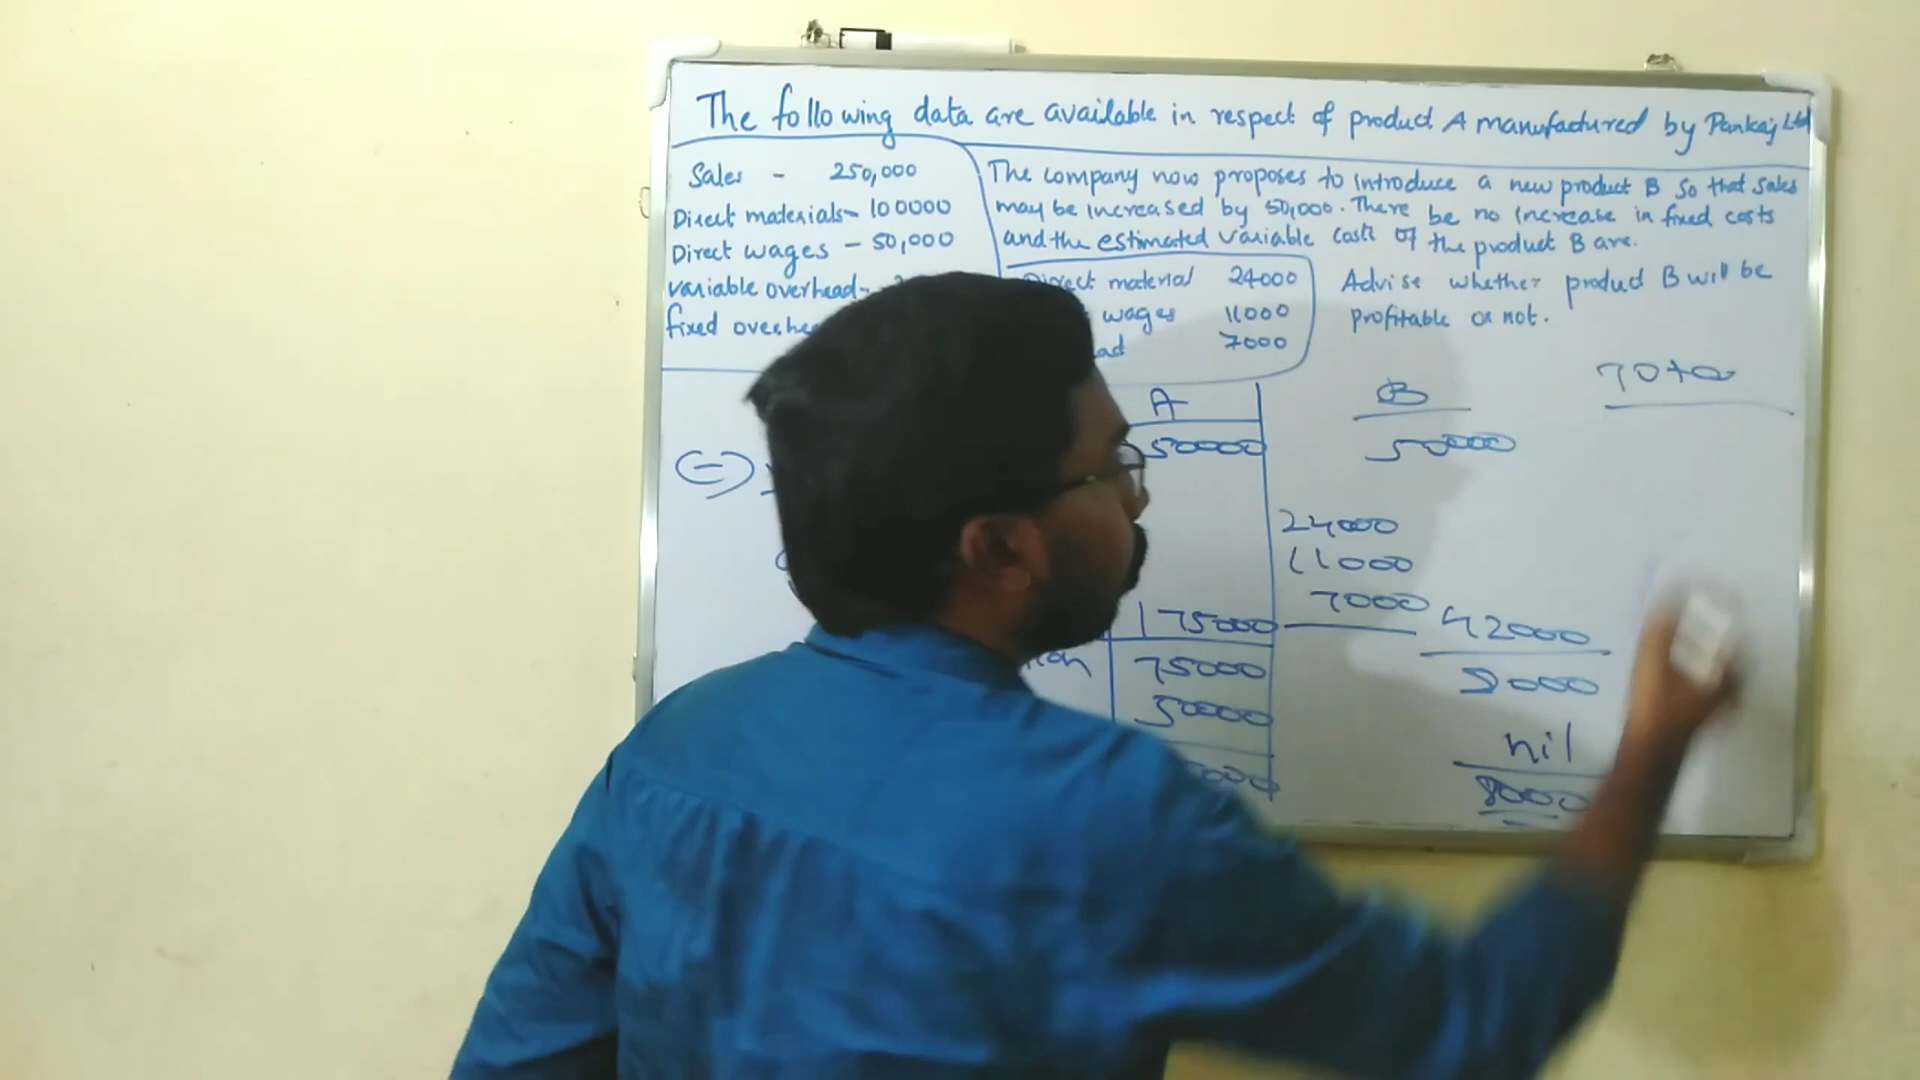 The following data are available in respect of product A manufactured by Pankaj Ltd
Sales - 250,000
Direct materials - 100000
Direct wages - 50,000
variable overhead -
fixed
The company now proposes to introduce a new product B so that sales
may be increased by 50,000. There be no increase in fixed costs
and the estimated variable costs of the product B are.
Direct material 24000
wages 11000
7000
Advise whether product B will be
profitable or not.
A
B
Total
50000
50000
(-)
24000
11000
7000
175000
42000
75000
8000
50000
nil
8000